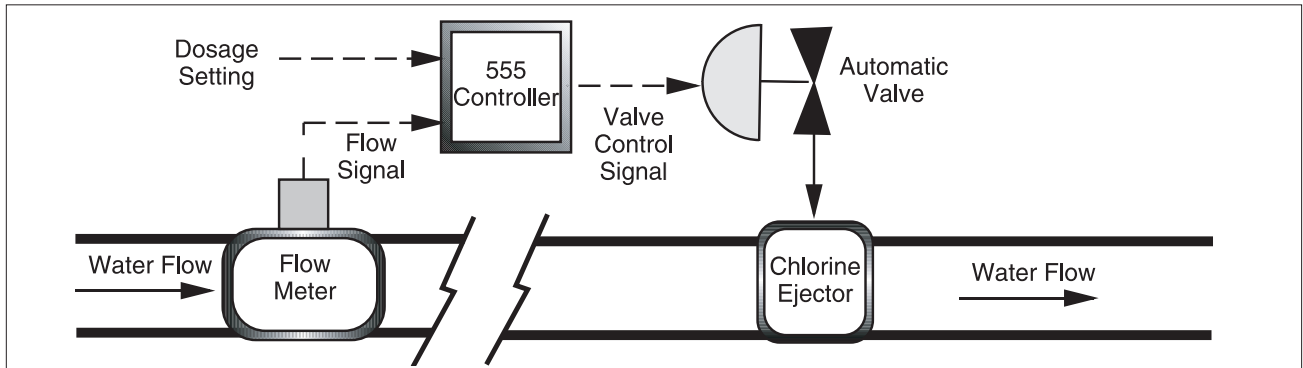 Dosage
Setting
555
Controller
Automatic
Valve
Flow
Signal
Valve
Control
Signal
Water Flow
Flow
Meter
Chlorine
Ejector
Water Flow